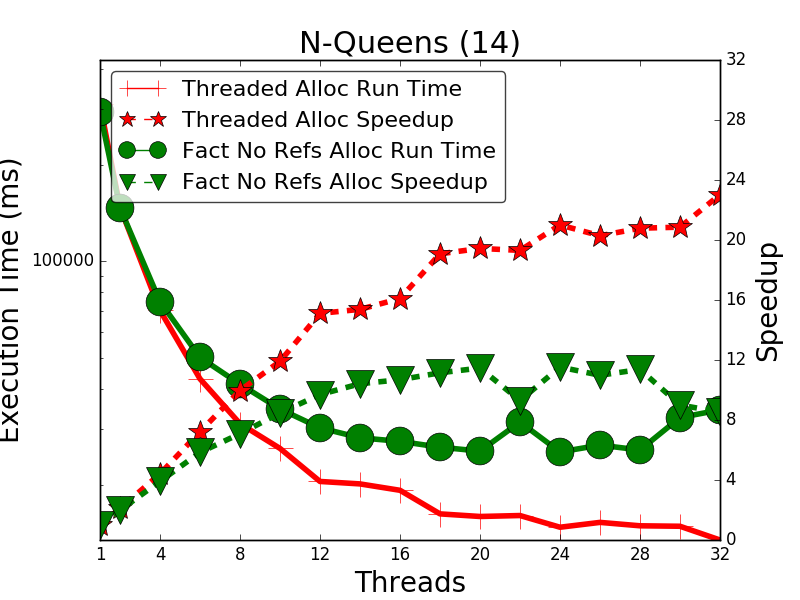 N-Queens (14)
Threaded Alloc Run Time
Threaded Alloc Speedup
Fact No Refs Alloc Run Time
Fact No Refs Alloc Speedup
Execution Time (ms)
100000
Speedup
32
28
24
20
16
12
8
4
0
1 4 8 12 16 20 24 28 32
Threads